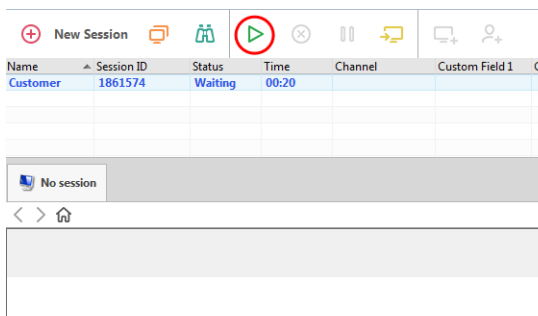 New Session
Name Session ID Status Time Channel Custom Field 1
Customer 1861574 Waiting 00:20
No session